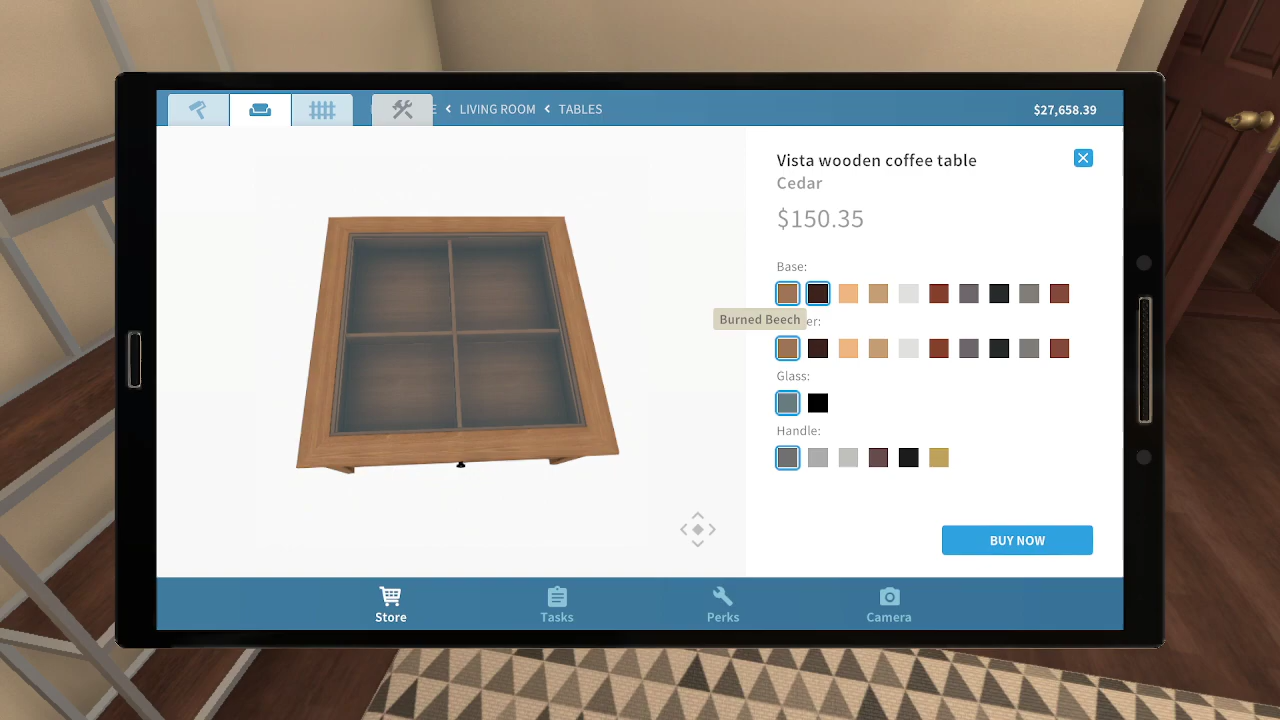 E < LIVING ROOM < TABLES
$27,658.39
Vista wooden coffee table
Cedar
$150.35
Base:
Burned Beech
er:
Glass:
Handle:
BUY NOW
Store
Tasks
Perks
Camera